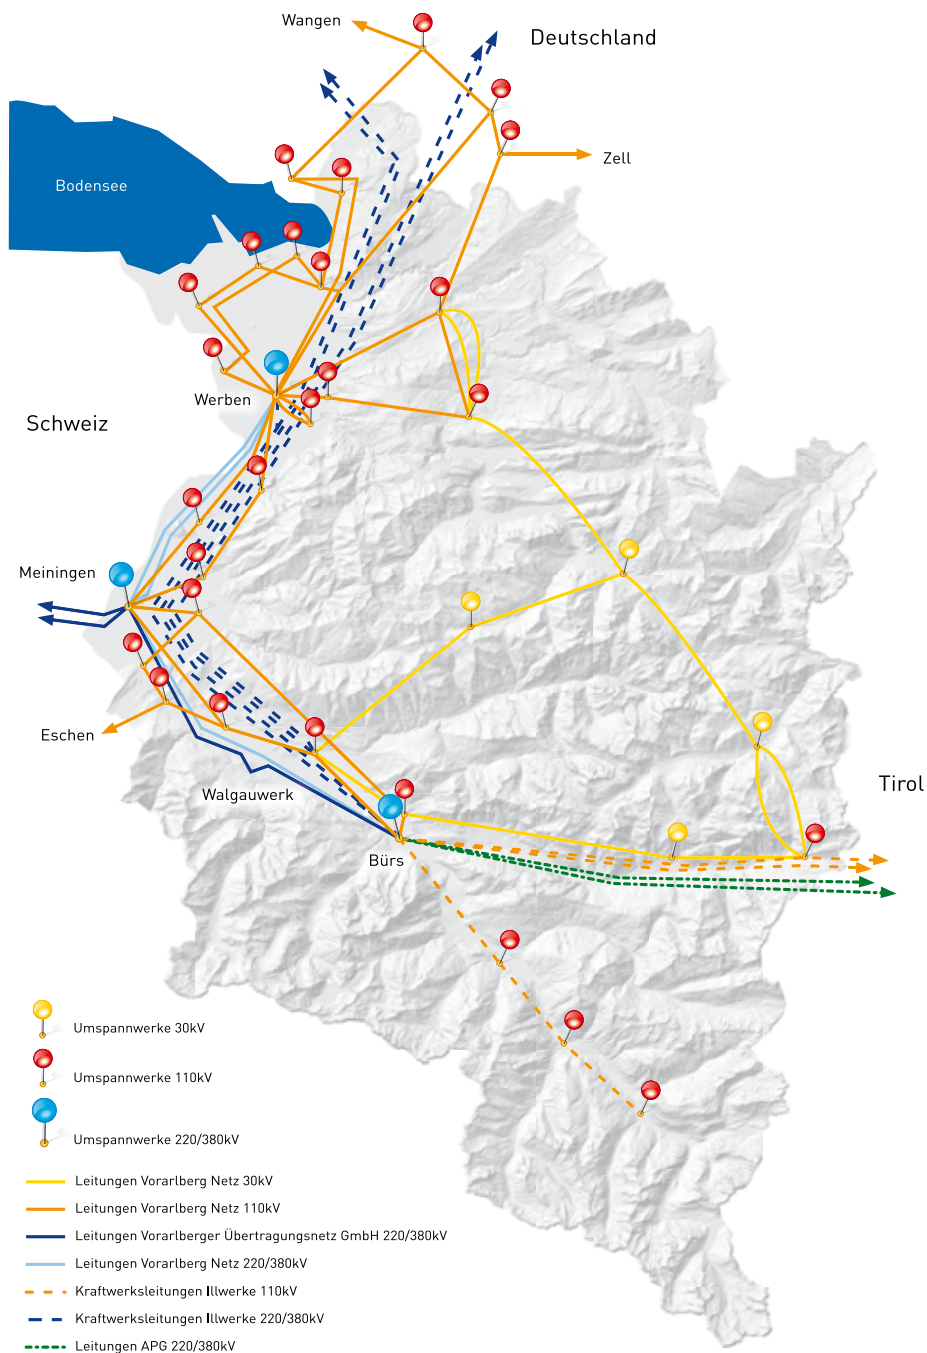 Wangen
Deutschland
Zell
Bodensee
Werben
Schweiz
Meiningen
Eschen
Walgauwerk
Tirol
Bürs
Umspannwerke 30kV
Umspannwerke 110kV
Umspannwerke 220/380kV
Leitungen Vorarlberg Netz 30kV
Leitungen Vorarlberg Netz 110kV
Leitungen Vorarlberger Übertragungsnetz GmbH 220/380kV
Leitungen Vorarlberg Netz 220/380kV
Kraftwerksleitungen Illwerke 110kV
Kraftwerksleitungen Illwerke 220/380kV
Leitungen APG 220/380kV